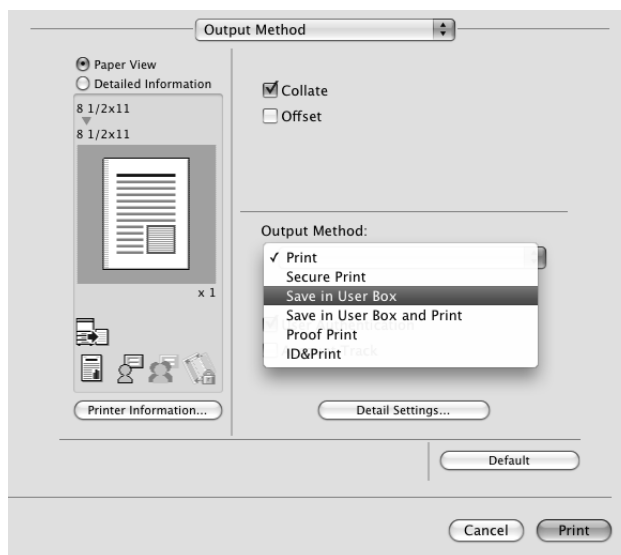 Output Method
Paper View
Detailed Information
8 1/2x11
8 1/2x11
x 1
Printer Information...
Collate
Offset
Output Method:
✓ Print
Secure Print
Save in User Box
Save in User Box and Print
Proof Print
ID&Print
Detail Settings...
Default
Cancel
Print